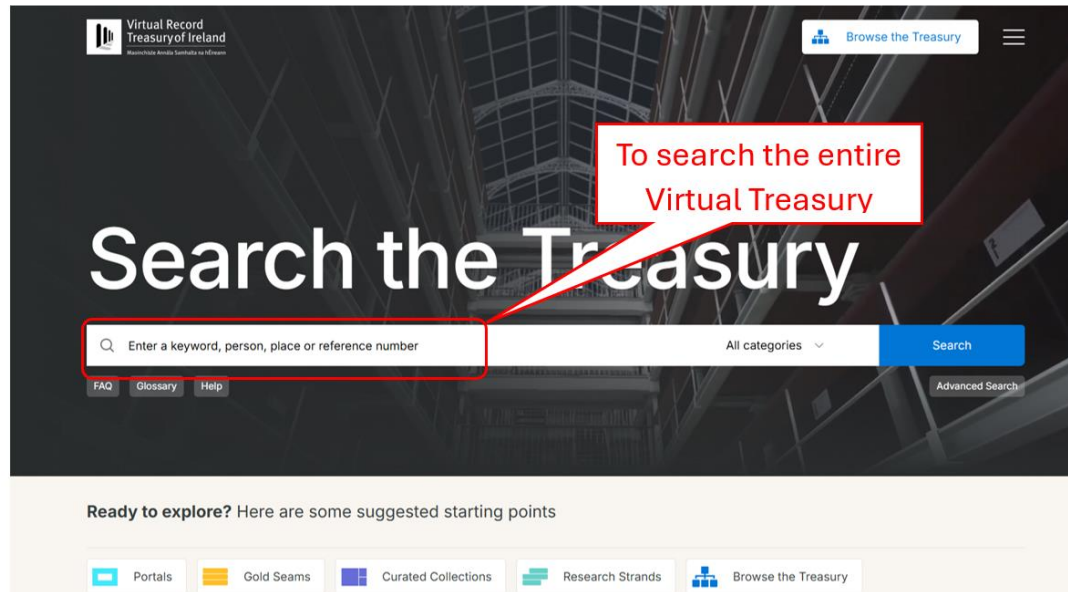 Virtual Record
Treasury of Ireland
Browse the Treasury
To search the entire
Virtual Treasury
Search the Treasury
Enter a keyword, person, place or reference number
All categories
Search
FAQ
Glossary
Help
Advanced Search
Ready to explore? Here are some suggested starting points
Portals
Gold Seams
Curated Collections
Research Strands
Browse the Treasury